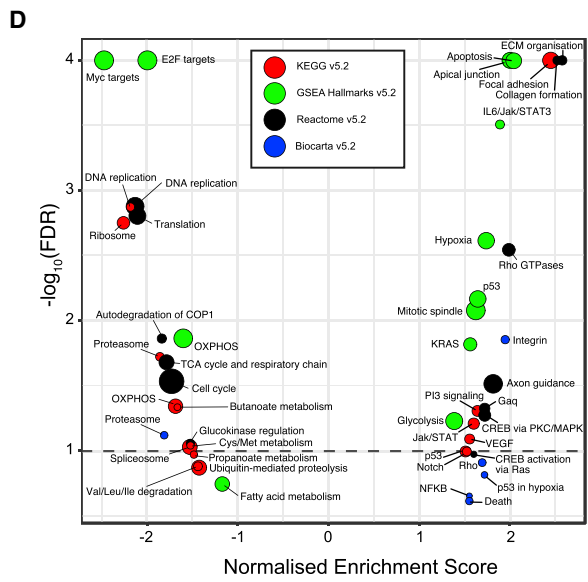 D
ECM organisation
Apoptosis
E2F targets
Myc targets
Apical junction
Focal adhesion
Collagen formation
KEGG v5.2
GSEA Hallmarks v5.2
Reactome v5.2
Biocarta v5.2
IL6/Jak/STAT3
DNA replication
DNA replication
Translation
Ribosome
Hypoxia
Rho GTPases
p53
Mitotic spindle
Autodegradation of COP1
OXPHOS
Proteasome
KRAS
Integrin
TCA cycle and respiratory chain
Cell cycle
Axon guidance
OXPHOS
Butanoate metabolism
PI3 signaling
Gaq
Proteasome
Glycolysis
CREB via PKC/MAPK
Glucokinase regulation
Jak/STAT
Cys/Met metabolism
VEGF
Spliceosome
Propanoate metabolism
p53
CREB activation
via Ras
Notch
Rho
Ubiquitin-mediated proteolysis
Val/Leu/Ile degradation
p53 in hypoxia
Fatty acid metabolism
NFKB
Death
4
3
2
1
-log10(FDR)
-2
-1
0
1
2
Normalised Enrichment Score